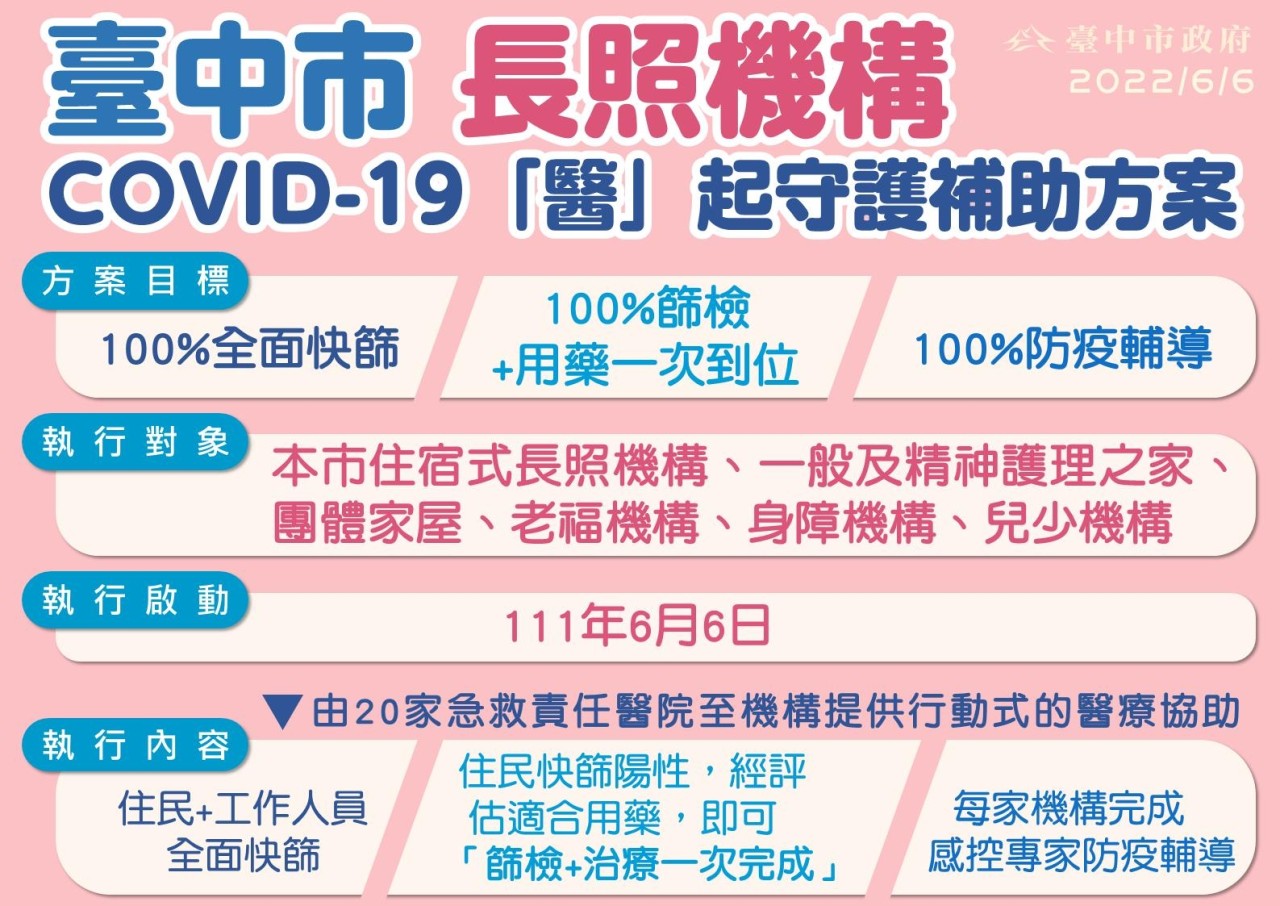 臺中市 長照機構
臺中市政府
2022/6/6
COVID-19「醫」起守護補助方案
方案目標
100%全面快篩
100%篩檢
+用藥一次到位
100%防疫輔導
執行對象
本市住宿式長照機構、一般及精神護理之家、
團體家屋、老福機構、身障機構、兒少機構
執行啟動
111年6月6日
▼由20家急救責任醫院至機構提供行動式的醫療協助
執行內容
住民+工作人員
全面快篩
住民快篩陽性，經評
估適合用藥，即可
「篩檢+治療一次完成」
每家機構完成
感控專家防疫輔導